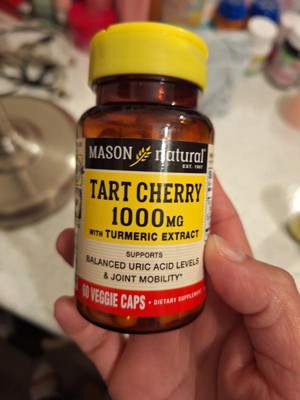 MASON natural
EST. 1967
TART CHERRY
1000MG
WITH TURMERIC EXTRACT
SUPPORTS
BALANCED URIC ACID LEVELS
& JOINT MOBILITY*
60 VEGGIE CAPS • DIETARY SUPPLEMENT